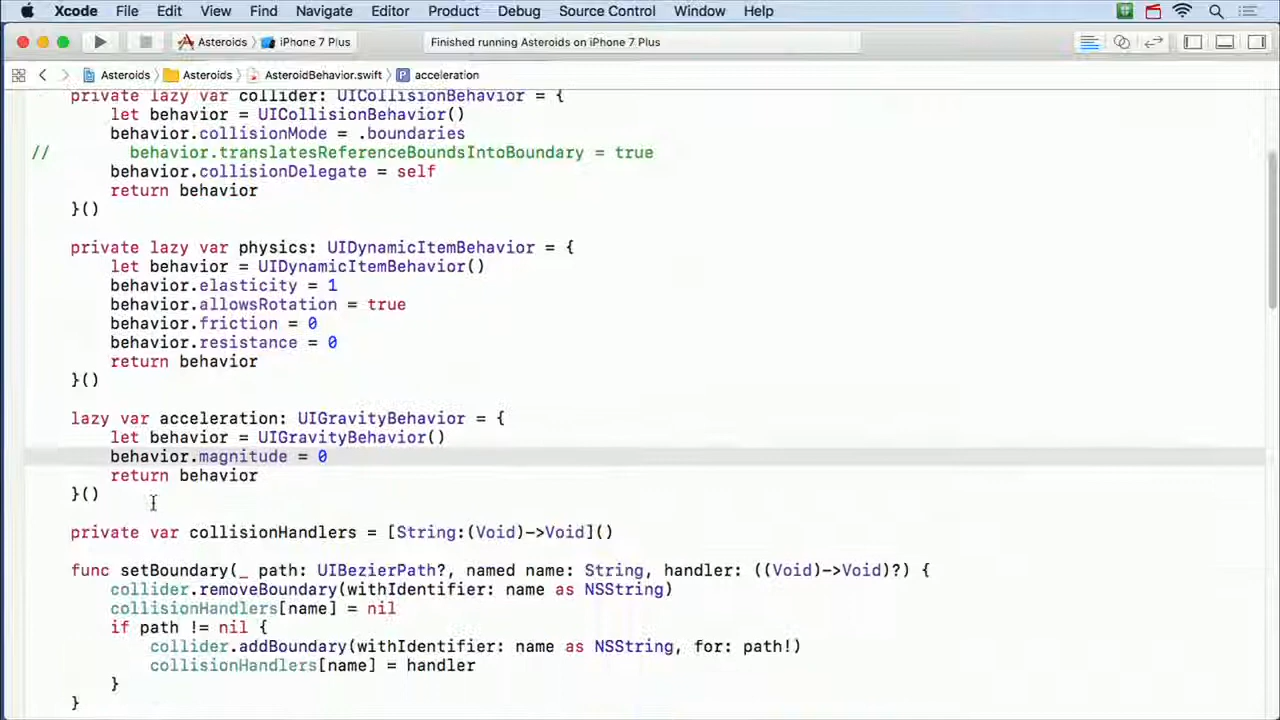 Xcode File Edit View Find Navigate Editor Product Debug Source Control Window Help
Asteroids iPhone 7 Plus Finished running Asteroids on iPhone 7 Plus
Asteroids Asteroids AsteroidBehavior.swift P acceleration
private lazy var collider: UICollisionBehavior = {
let behavior = UICollisionBehavior()
behavior.collisionMode = .boundaries
// behavior.translatesReferenceBoundsIntoBoundary = true
behavior.collisionDelegate = self
return behavior
}()
private lazy var physics: UIDynamicItemBehavior = {
let behavior = UIDynamicItemBehavior()
behavior.elasticity = 1
behavior.allowsRotation = true
behavior.friction = 0
behavior.resistance = 0
return behavior
}()
lazy var acceleration: UIGravityBehavior = {
let behavior = UIGravityBehavior()
behavior.magnitude = 0
return behavior
}()
private var collisionHandlers = [String:(Void)->Void]()
func setBoundary(_ path: UIBezierPath?, named name: String, handler: ((Void)->Void)?) {
collider.removeBoundary(withIdentifier: name as NSString)
collisionHandlers[name] = nil
if path != nil {
collider.addBoundary(withIdentifier: name as NSString, for: path!)
collisionHandlers[name] = handler
}
}